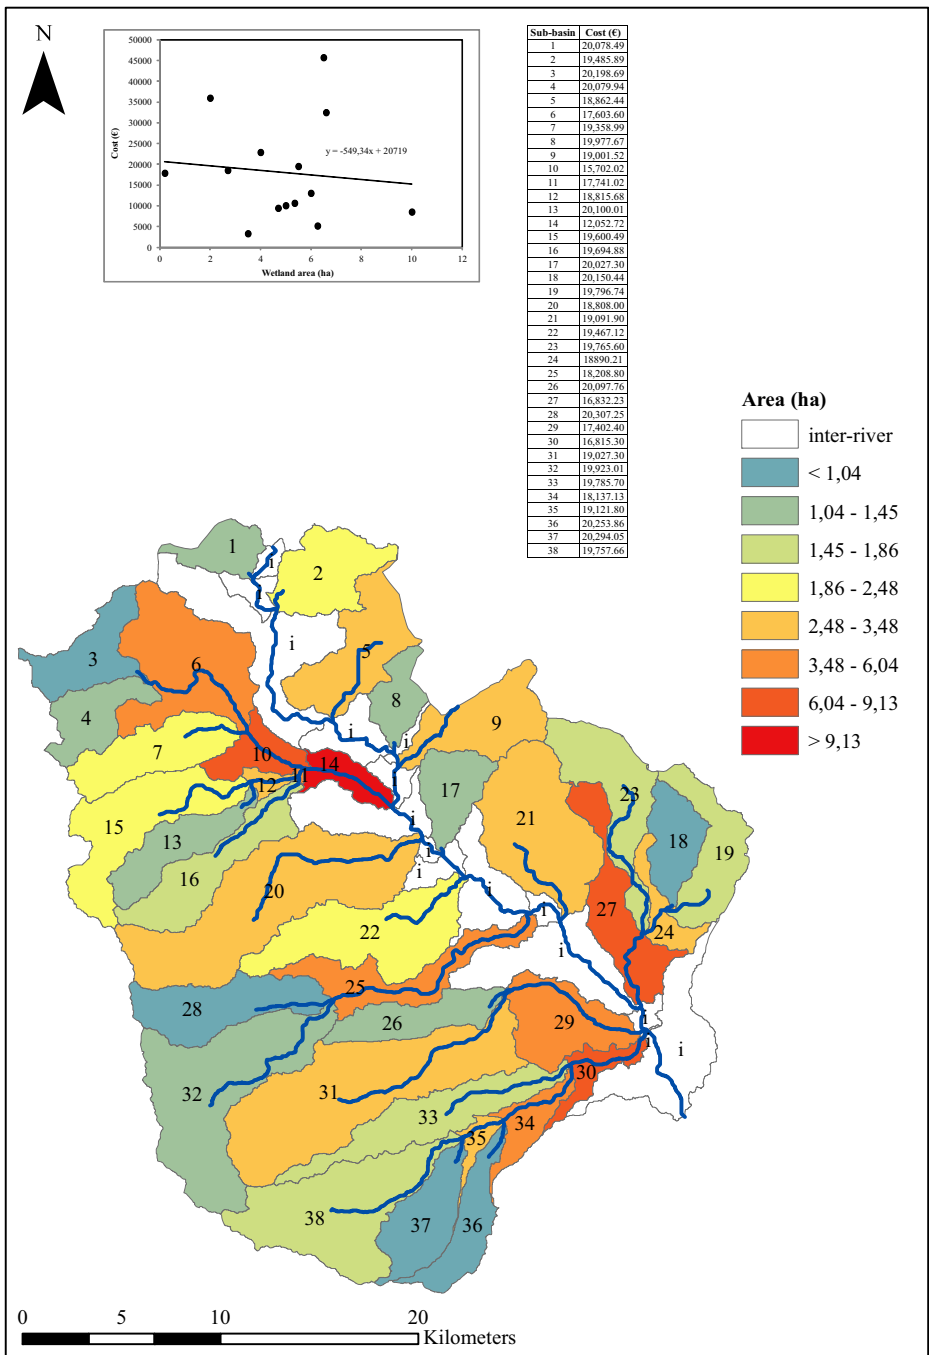 N
50000
45000
40000
35000
30000
25000
20000
15000
10000
5000
0
Cost (€)
y = -549,34x + 20719
0 2 4 6 8 10 12
Wetland area (ha)
Sub-basin Cost (€)
1 20,078.49
2 19,485.89
3 20,198.69
4 20,079.94
5 18,862.44
6 17,603.60
7 19,358.99
8 19,977.67
9 19,001.52
10 15,702.02
11 17,741.02
12 18,815.68
13 20,100.01
14 12,052.72
15 19,600.49
16 19,694.88
17 20,027.30
18 20,150.44
19 19,796.74
20 18,808.00
21 19,091.90
22 19,467.12
23 19,765.60
24 18890.21
25 18,208.80
26 20,097.76
27 16,832.23
28 20,307.25
29 17,402.40
30 16,815.30
31 19,027.30
32 19,923.01
33 19,785.70
34 18,137.13
35 19,121.80
36 20,253.86
37 20,294.05
38 19,757.66
Area (ha)
inter-river
< 1,04
1,04 - 1,45
1,45 - 1,86
1,86 - 2,48
2,48 - 3,48
3,48 - 6,04
6,04 - 9,13
> 9,13
1
i
2
i
i
5
3
6
8
4
9
i
i
7
10
14
11
12
i
17
23
15
13
i
21
18
19
16
i
i
20
i
27
22
i
24
i
25
28
26
29
i
i
i
30
31
32
33
34
35
38
37
36
0 5 10 20
Kilometers